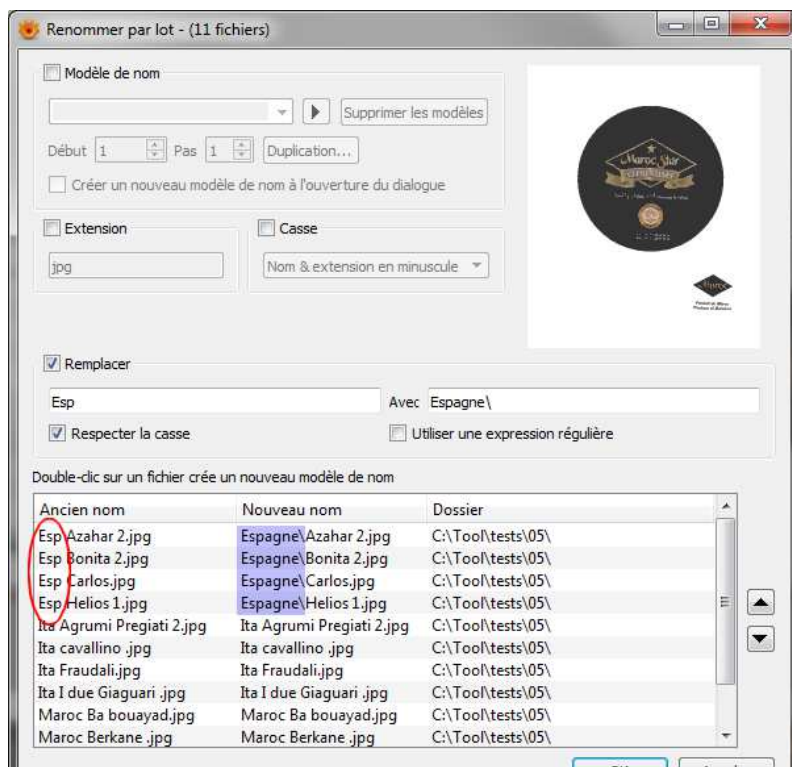 Renommer par lot - (11 fichiers)
Modèle de nom
Supprimer les modèles
Début 1 Pas 1 Duplication...
Créer un nouveau modèle de nom à l'ouverture du dialogue
Extension Casse
jpg Nom & extension en minuscule
Maroc Star
Maroc
Remplacer
Esp Avec Espagne\
Respecter la casse Utiliser une expression régulière
Double-clic sur un fichier crée un nouveau modèle de nom
Ancien nom Nouveau nom Dossier
Esp Azahar 2.jpg Espagne\Azahar 2.jpg C:\Tool\tests\05\
Esp Bonita 2.jpg Espagne\Bonita 2.jpg C:\Tool\tests\05\
Esp Carlos.jpg Espagne\Carlos.jpg C:\Tool\tests\05\
Esp Helios 1.jpg Espagne\Helios 1.jpg C:\Tool\tests\05\
Ita Agrumi Pregiati 2.jpg Ita Agrumi Pregiati 2.jpg C:\Tool\tests\05\
Ita cavallino .jpg Ita cavallino .jpg C:\Tool\tests\05\
Ita Fraudali.jpg Ita Fraudali.jpg C:\Tool\tests\05\
Ita I due Giaguari .jpg Ita I due Giaguari .jpg C:\Tool\tests\05\
Maroc Ba bouayad.jpg Maroc Ba bouayad.jpg C:\Tool\tests\05\
Maroc Berkane .jpg Maroc Berkane .jpg C:\Tool\tests\05\